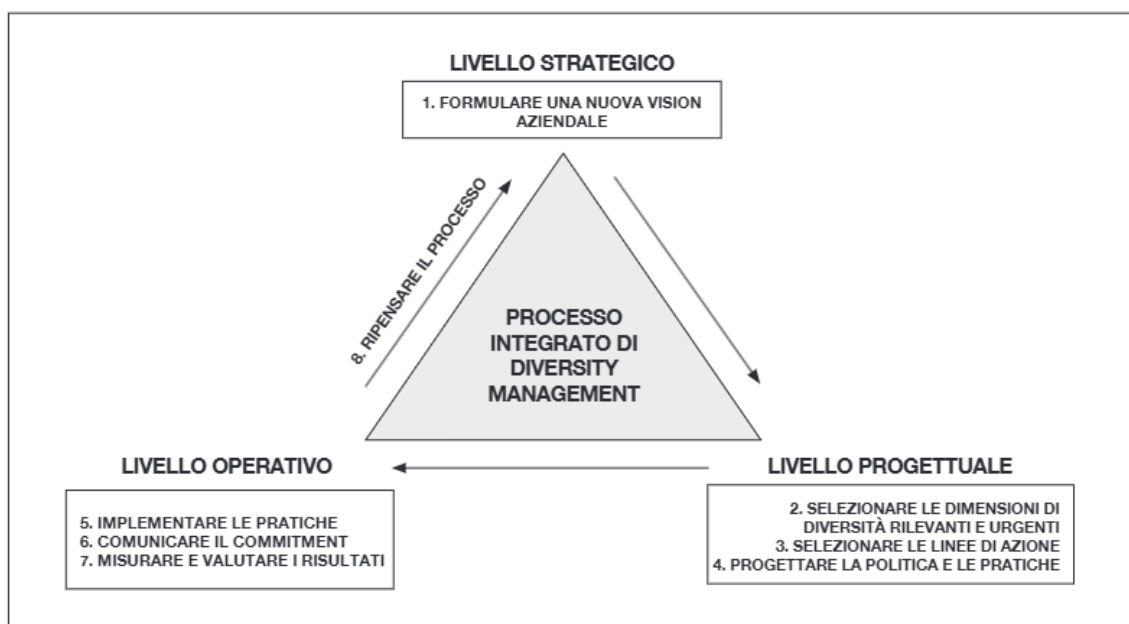 LIVELLO STRATEGICO
1. FORMULARE UNA NUOVA VISION
AZIENDALE
8. RIPENSARE IL PROCESSO
PROCESSO
INTEGRATO DI
DIVERSITY
MANAGEMENT
LIVELLO OPERATIVO
5. IMPLEMENTARE LE PRATICHE
6. COMUNICARE IL COMMITMENT
7. MISURARE E VALUTARE I RISULTATI
LIVELLO PROGETTUALE
2. SELEZIONARE LE DIMENSIONI DI
DIVERSITÀ RILEVANTI E URGENTI
3. SELEZIONARE LE LINEE DI AZIONE
4. PROGETTARE LA POLITICA E LE PRATICHE